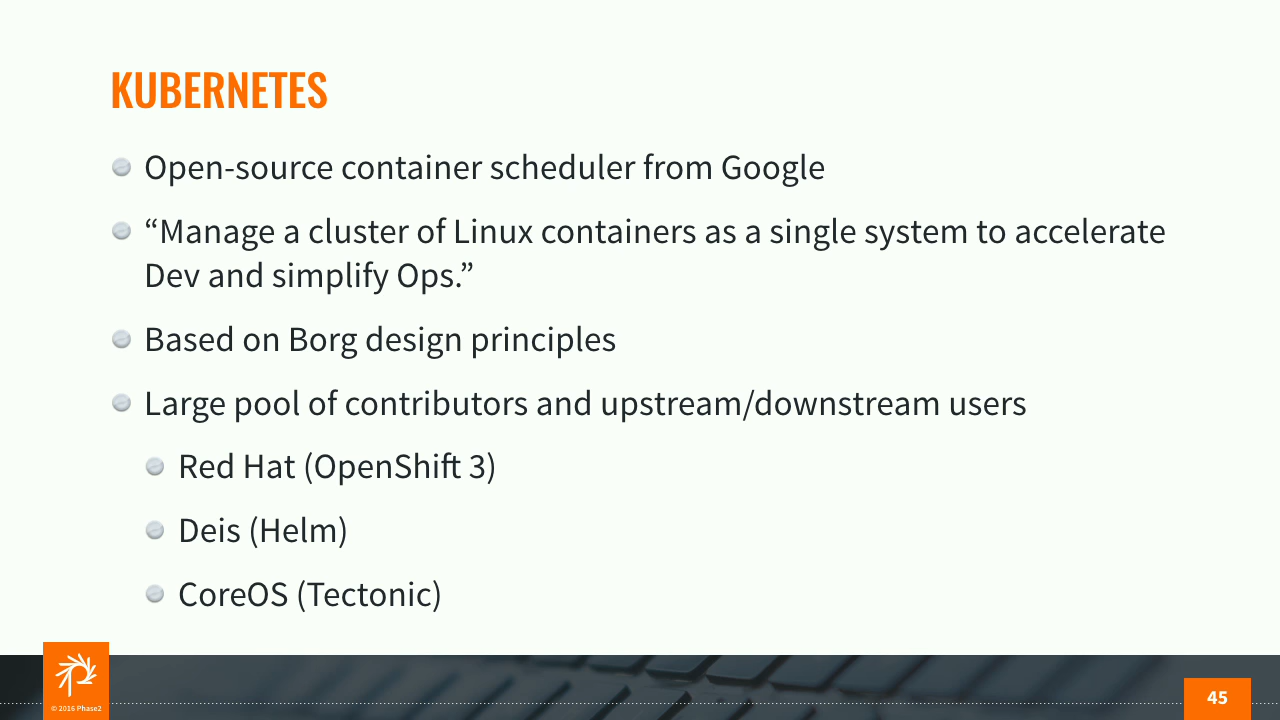 KUBERNETES
Open-source container scheduler from Google
“Manage a cluster of Linux containers as a single system to accelerate
Dev and simplify Ops.”
Based on Borg design principles
Large pool of contributors and upstream/downstream users
Red Hat (OpenShift 3)
Deis (Helm)
CoreOS (Tectonic)
© 2016 Phase2
45